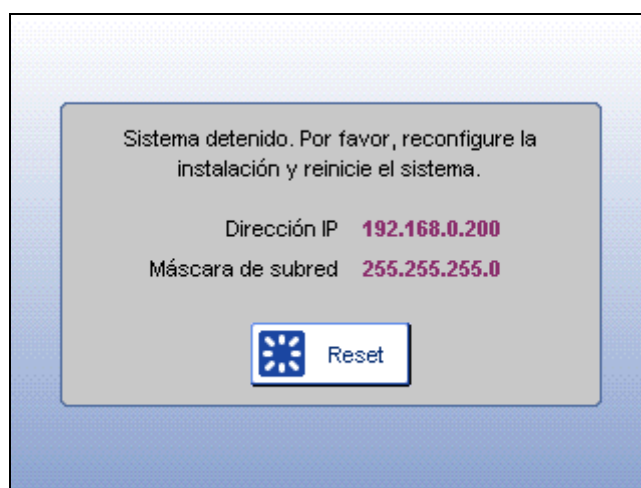 Sistema detenido. Por favor, reconfigure la
instalación y reinicie el sistema.
Dirección IP 192.168.0.200
Máscara de subred 255.255.255.0
Reset